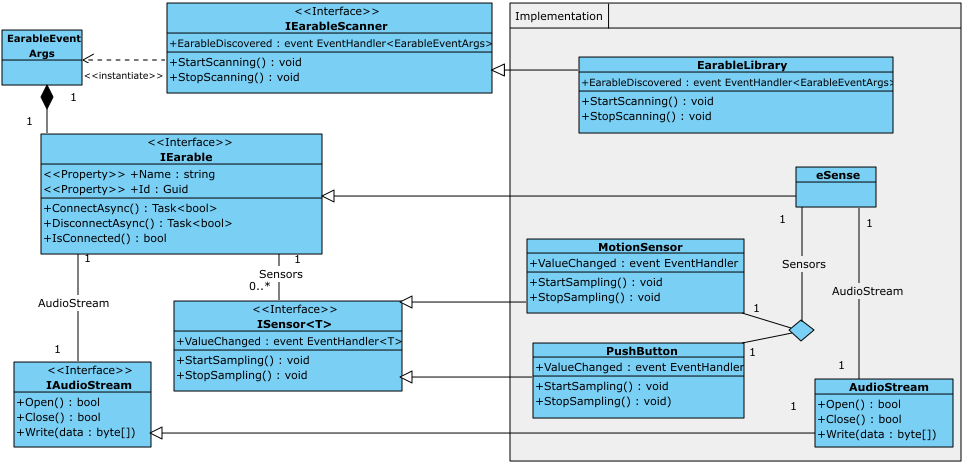 <<Interface>>
IEarableScanner
+EarableDiscovered : event EventHandler<EarableEventArgs>
+StartScanning() : void
+StopScanning() : void
EarableEvent
Args
<<instantiate>>
1
1
<<Interface>>
IEarable
<<Property>> +Name : string
<<Property>> +Id : Guid
+ConnectAsync() : Task<bool>
+DisconnectAsync() : Task<bool>
+IsConnected() : bool
1
AudioStream
1
1
Sensors
0..*
<<Interface>>
ISensor<T>
+ValueChanged : event EventHandler<T>
+StartSampling() : void
+StopSampling() : void
<<Interface>>
IAudioStream
+Open() : bool
+Close() : bool
+Write(data : byte[])
Implementation
EarableLibrary
+EarableDiscovered : event EventHandler<EarableEventArgs>
+StartScanning() : void
+StopScanning() : void
eSense
1
1
Sensors
AudioStream
MotionSensor
+ValueChanged : event EventHandler
+StartSampling() : void
+StopSampling() : void
1
1
PushButton
+ValueChanged : event EventHandler
+StartSampling() : void
+StopSampling() : void)
1
1
AudioStream
+Open() : bool
+Close() : bool
+Write(data : byte[])